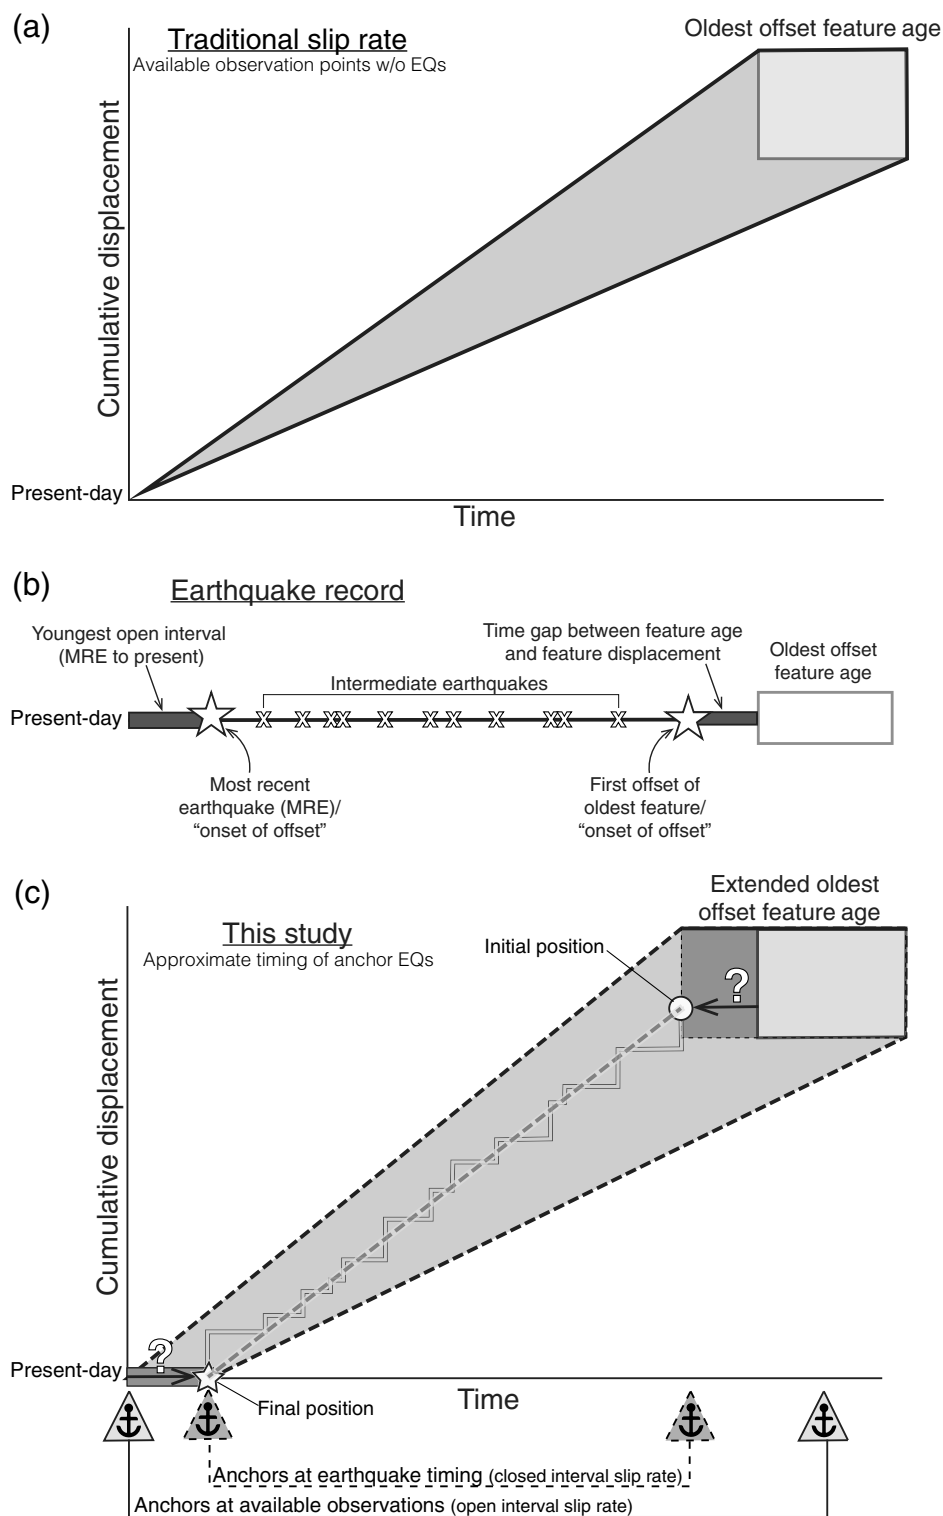 (a)
Traditional slip rate
Available observation points w/o EQs
Oldest offset feature age
Cumulative displacement
Present-day
Time
(b)
Earthquake record
Youngest open interval
(MRE to present)
Time gap between feature age
and feature displacement
Oldest offset
feature age
Intermediate earthquakes
Present-day
X X X X X X X X X X X
Most recent
earthquake (MRE)/
“onset of offset”
First offset of
oldest feature/
“onset of offset”
(c)
This study
Approximate timing of anchor EQs
Extended oldest
offset feature age
Initial position
?
Cumulative displacement
?
Present-day
Final position
Time
Anchors at earthquake timing (closed interval slip rate)
Anchors at available observations (open interval slip rate)